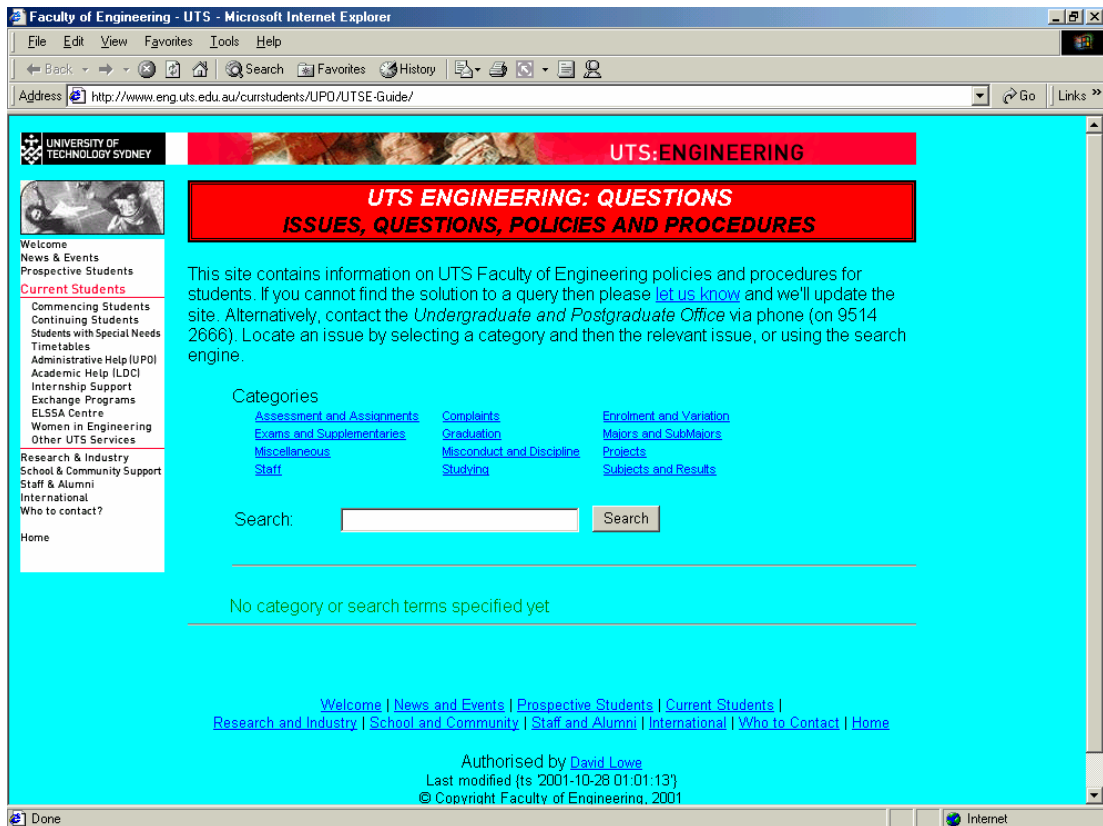 Faculty of Engineering - UTS - Microsoft Internet Explorer
File Edit View Favorites Tools Help
Back Search Favorites History
Address http://www.eng.uts.edu.au/currstudents/UPO/UTSE-Guide/ Go Links »
UNIVERSITY OF
TECHNOLOGY SYDNEY
UTS:ENGINEERING
UTS ENGINEERING: QUESTIONS
ISSUES, QUESTIONS, POLICIES AND PROCEDURES
Welcome
News & Events
Prospective Students
Current Students
Commencing Students
Continuing Students
Students with Special Needs
Timetables
Administrative Help (UPO)
Academic Help (LDC)
Internship Support
Exchange Programs
ELSSA Centre
Women in Engineering
Other UTS Services
Research & Industry
School & Community Support
Staff & Alumni
International
Who to contact?
Home
This site contains information on UTS Faculty of Engineering policies and procedures for
students. If you cannot find the solution to a query then please let us know and we'll update the
site. Alternatively, contact the Undergraduate and Postgraduate Office via phone (on 9514
2666). Locate an issue by selecting a category and then the relevant issue, or using the search
engine.
Categories
Assessment and Assignments Complaints Enrolment and Variation
Exams and Supplementaries Graduation Majors and SubMajors
Miscellaneous Misconduct and Discipline Projects
Staff Studying Subjects and Results
Search: Search
No category or search terms specified yet
Welcome | News and Events | Prospective Students | Current Students |
Research and Industry | School and Community | Staff and Alumni | International | Who to Contact | Home
Authorised by David Lowe
Last modified {ts '2001-10-28 01:01:13'}
© Copyright Faculty of Engineering, 2001
Done Internet